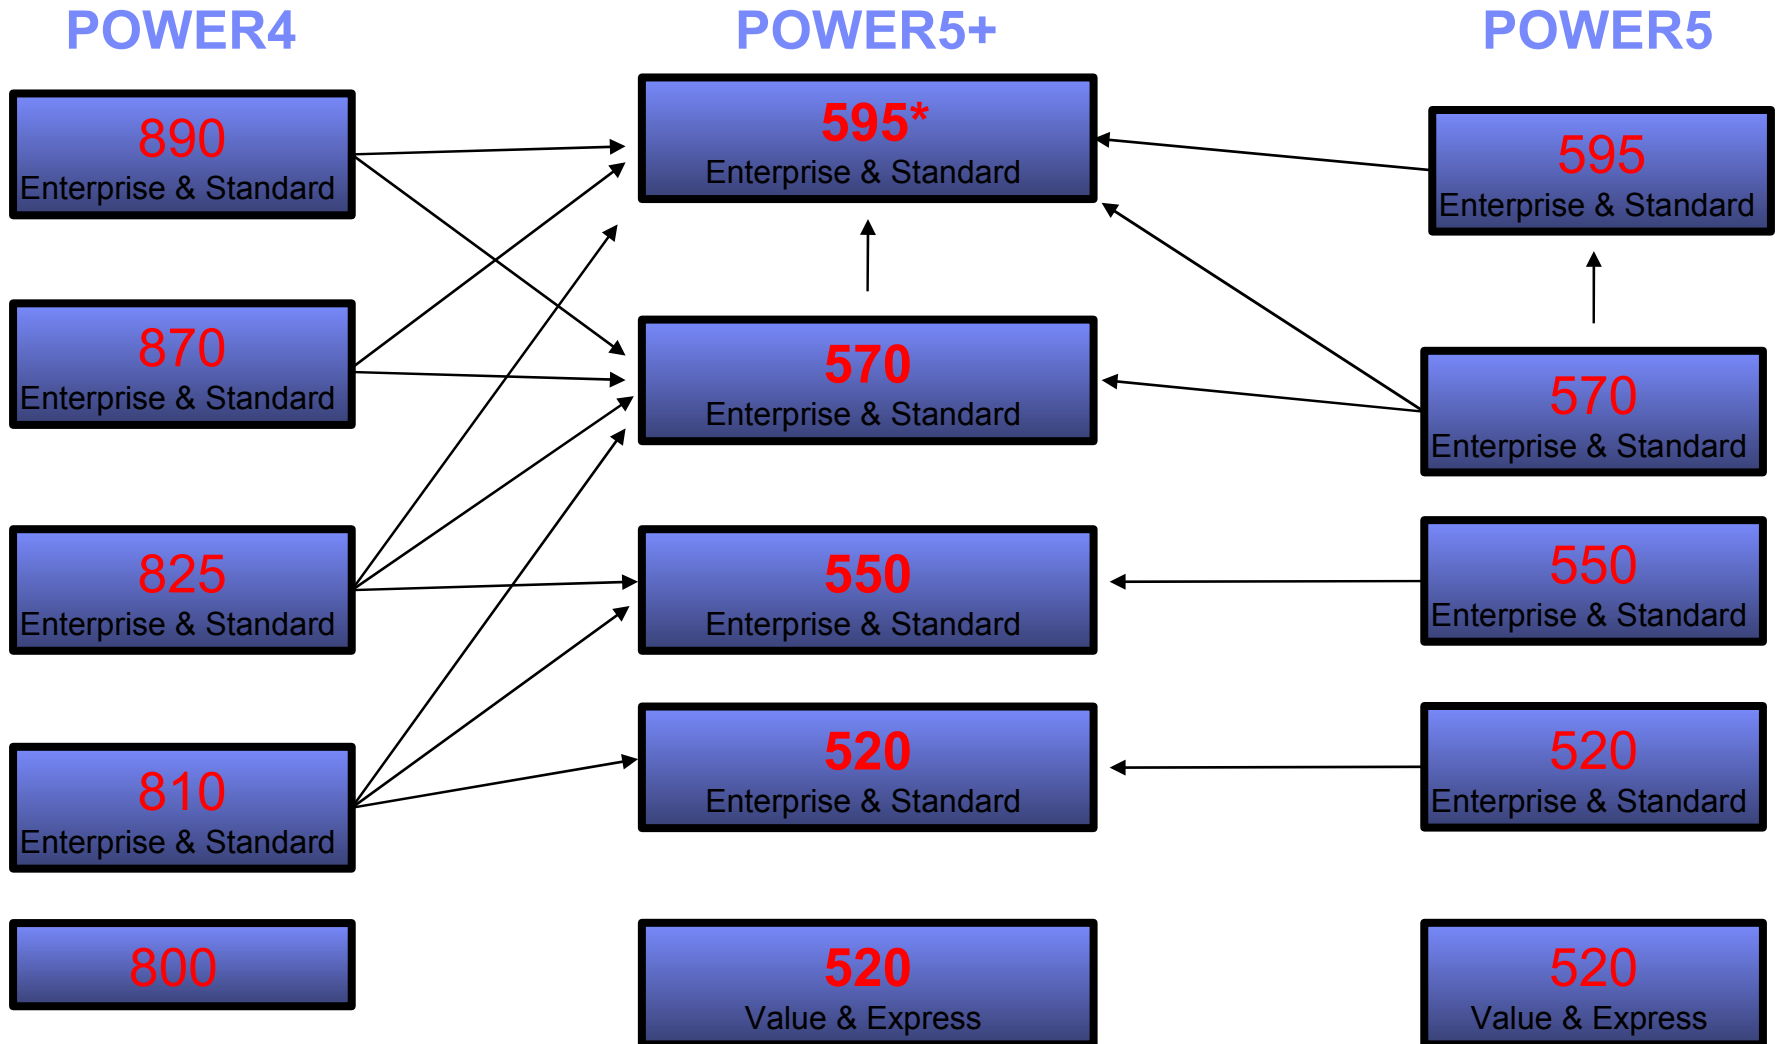 POWER4
POWER5+
POWER5
890
Enterprise & Standard
595*
Enterprise & Standard
595
Enterprise & Standard
870
Enterprise & Standard
570
Enterprise & Standard
570
Enterprise & Standard
825
Enterprise & Standard
550
Enterprise & Standard
550
Enterprise & Standard
810
Enterprise & Standard
520
Enterprise & Standard
520
Enterprise & Standard
800
520
Value & Express
520
Value & Express